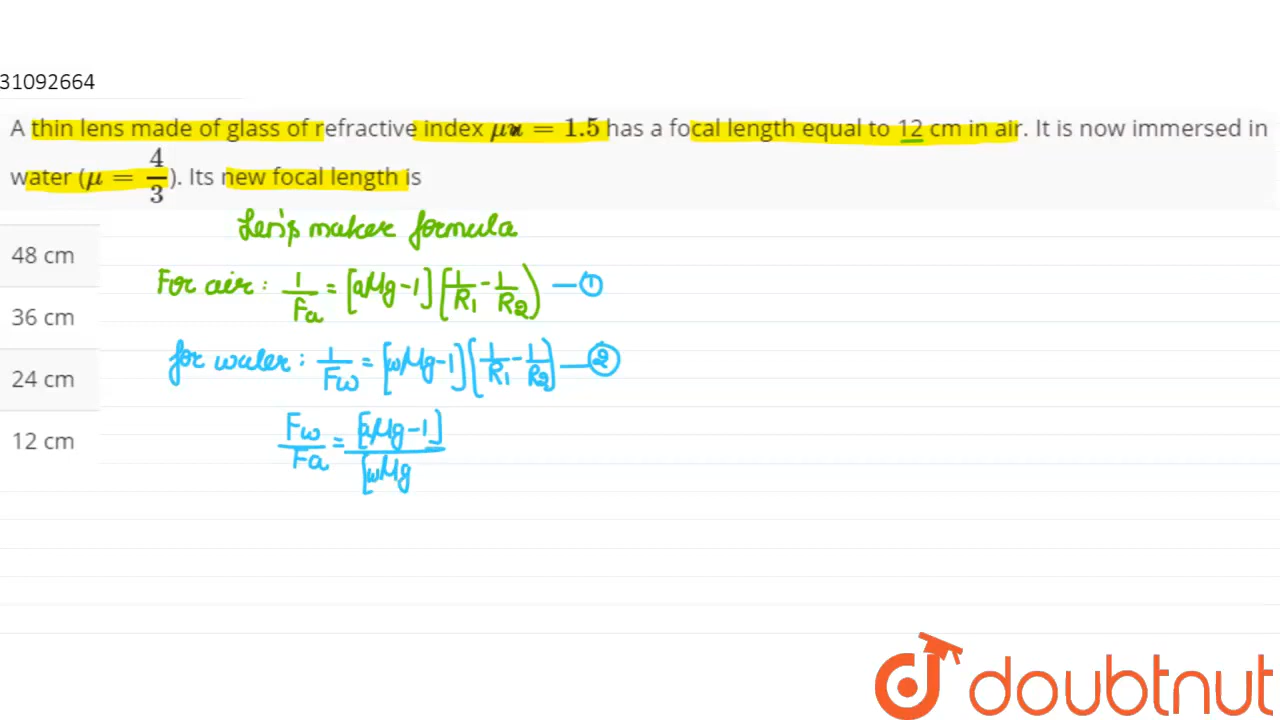 31092664
A thin lens made of glass of refractive index μ = 1.5 has a focal length equal to 12 cm in air. It is now immersed in
water (μ = 4/3). Its new focal length is
Len's maker formula
48 cm
For air : 1/Fa = [aμg - 1] [1/R1 - 1/R2) — ①
36 cm
for water : 1/Fw = [wμg - 1] [1/R1 - 1/R2] — ②
24 cm
Fw/Fa = [aμg - 1]/[wμg
12 cm
doubtnut